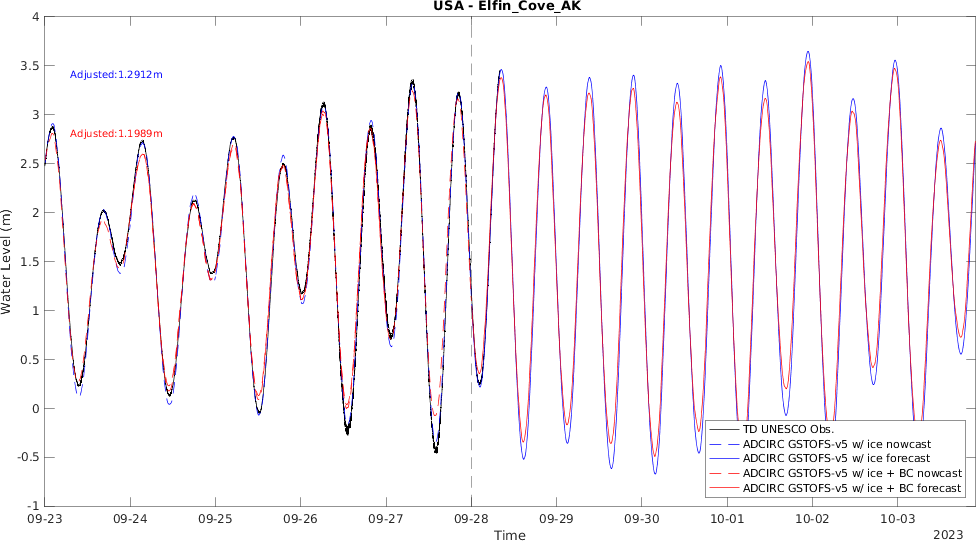 USA - Elfin_Cove_AK
Adjusted:1.2912m
Adjusted:1.1989m
Water Level (m)
4
3.5
3
2.5
2
1.5
1
0.5
0
-0.5
-1
TD UNESCO Obs.
ADCIRC GSTOFS-v5 w/ ice nowcast
ADCIRC GSTOFS-v5 w/ ice forecast
ADCIRC GSTOFS-v5 w/ ice + BC nowcast
ADCIRC GSTOFS-v5 w/ ice + BC forecast
09-23 09-24 09-25 09-26 09-27 09-28 09-29 09-30 10-01 10-02 10-03
Time
2023